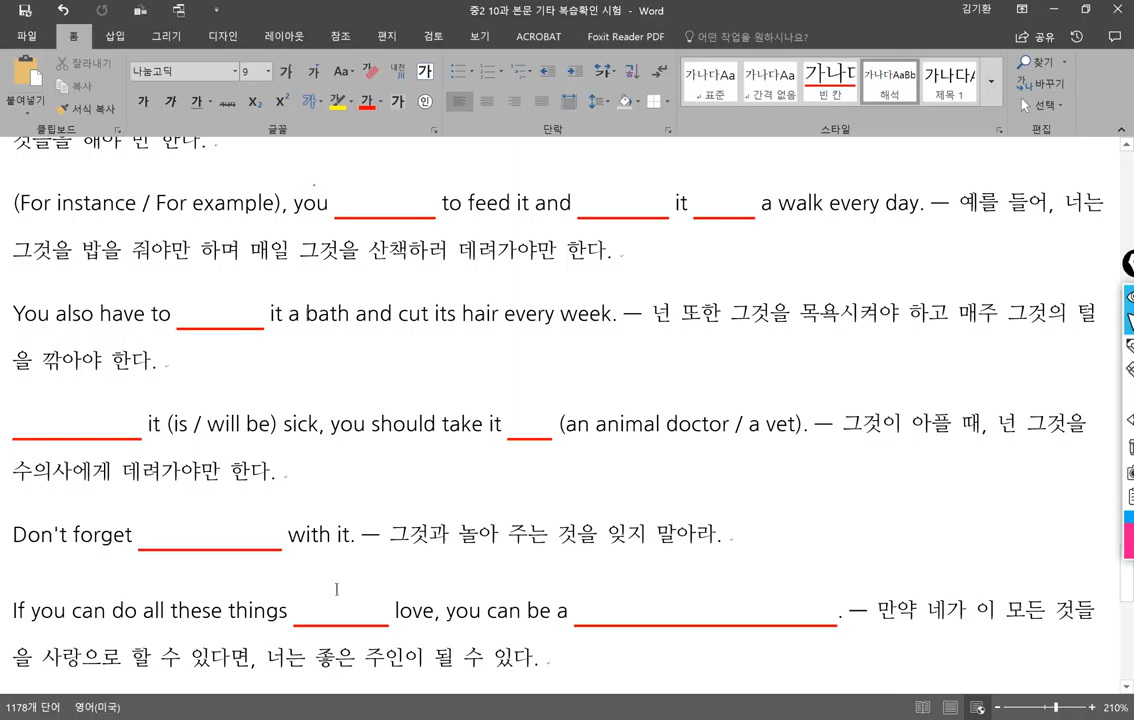 중2 10과 본문 기타 복습확인 시험 - Word
김기환
파일 홈 삽입 그리기 디자인 레이아웃 참조 편지 검토 보기 ACROBAT Foxit Reader PDF 어떤 작업을 원하시나요? 공유
붙여넣기
잘라내기
복사
서식 복사
클립보드
나눔고딕 9
글꼴
단락
가나다Aa 표준
가나다Aa 간격 없음
빈 칸
가나다AaBb 해석
제목 1
스타일
찾기
바꾸기
선택
편집
것들을 해야 만 한다.
(For instance / For example), you to feed it and it a walk every day. — 예를 들어, 너는
그것을 밥을 줘야만 하며 매일 그것을 산책하러 데려가야만 한다.
You also have to it a bath and cut its hair every week. — 넌 또한 그것을 목욕시켜야 하고 매주 그것의 털
을 깎아야 한다.
it (is / will be) sick, you should take it (an animal doctor / a vet). — 그것이 아플 때, 넌 그것을
수의사에게 데려가야만 한다.
Don't forget with it. — 그것과 놀아 주는 것을 잊지 말아라.
If you can do all these things love, you can be a . — 만약 네가 이 모든 것들
을 사랑으로 할 수 있다면, 너는 좋은 주인이 될 수 있다.
1178개 단어 영어(미국) 210%